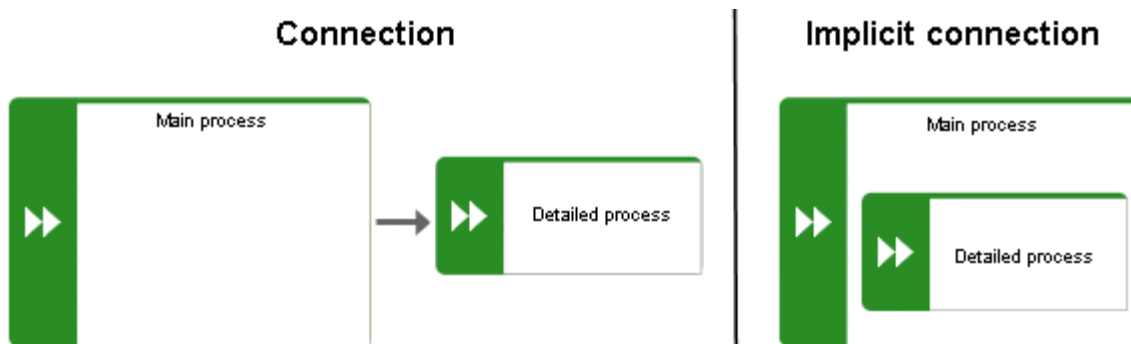 Connection
Main process
Detailed process
Implicit connection
Main process
Detailed process